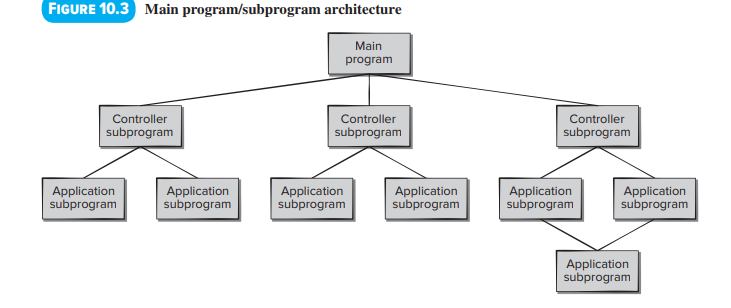 FIGURE 10.3 Main program/subprogram architecture
Main
program
Controller
subprogram
Controller
subprogram
Controller
subprogram
Application
subprogram
Application
subprogram
Application
subprogram
Application
subprogram
Application
subprogram
Application
subprogram
Application
subprogram